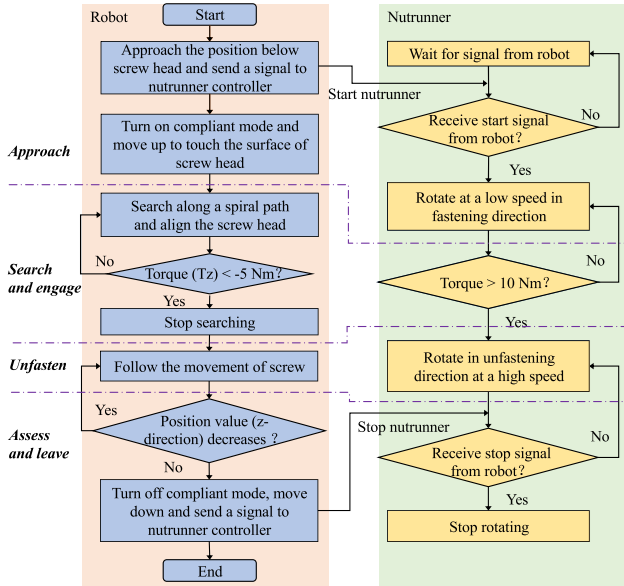 Robot
Start
Approach the position below
screw head and send a signal to
nutrunner controller
Start nutrunner
Turn on compliant mode and
move up to touch the surface of
screw head
Approach
Search along a spiral path
and align the screw head
No
Torque (Tz) < -5 Nm?
Search
and engage
Yes
Stop searching
Unfasten
Follow the movement of screw
Yes
Position value (z-
direction) decreases ?
Assess
and leave
No
Stop nutrunner
Turn off compliant mode, move
down and send a signal to
nutrunner controller
End
Nutrunner
Wait for signal from robot
No
Receive start signal
from robot?
Yes
Rotate at a low speed in
fastening direction
No
Torque > 10 Nm?
Yes
Rotate in unfastening
direction at a high speed
No
Receive stop signal
from robot?
Yes
Stop rotating